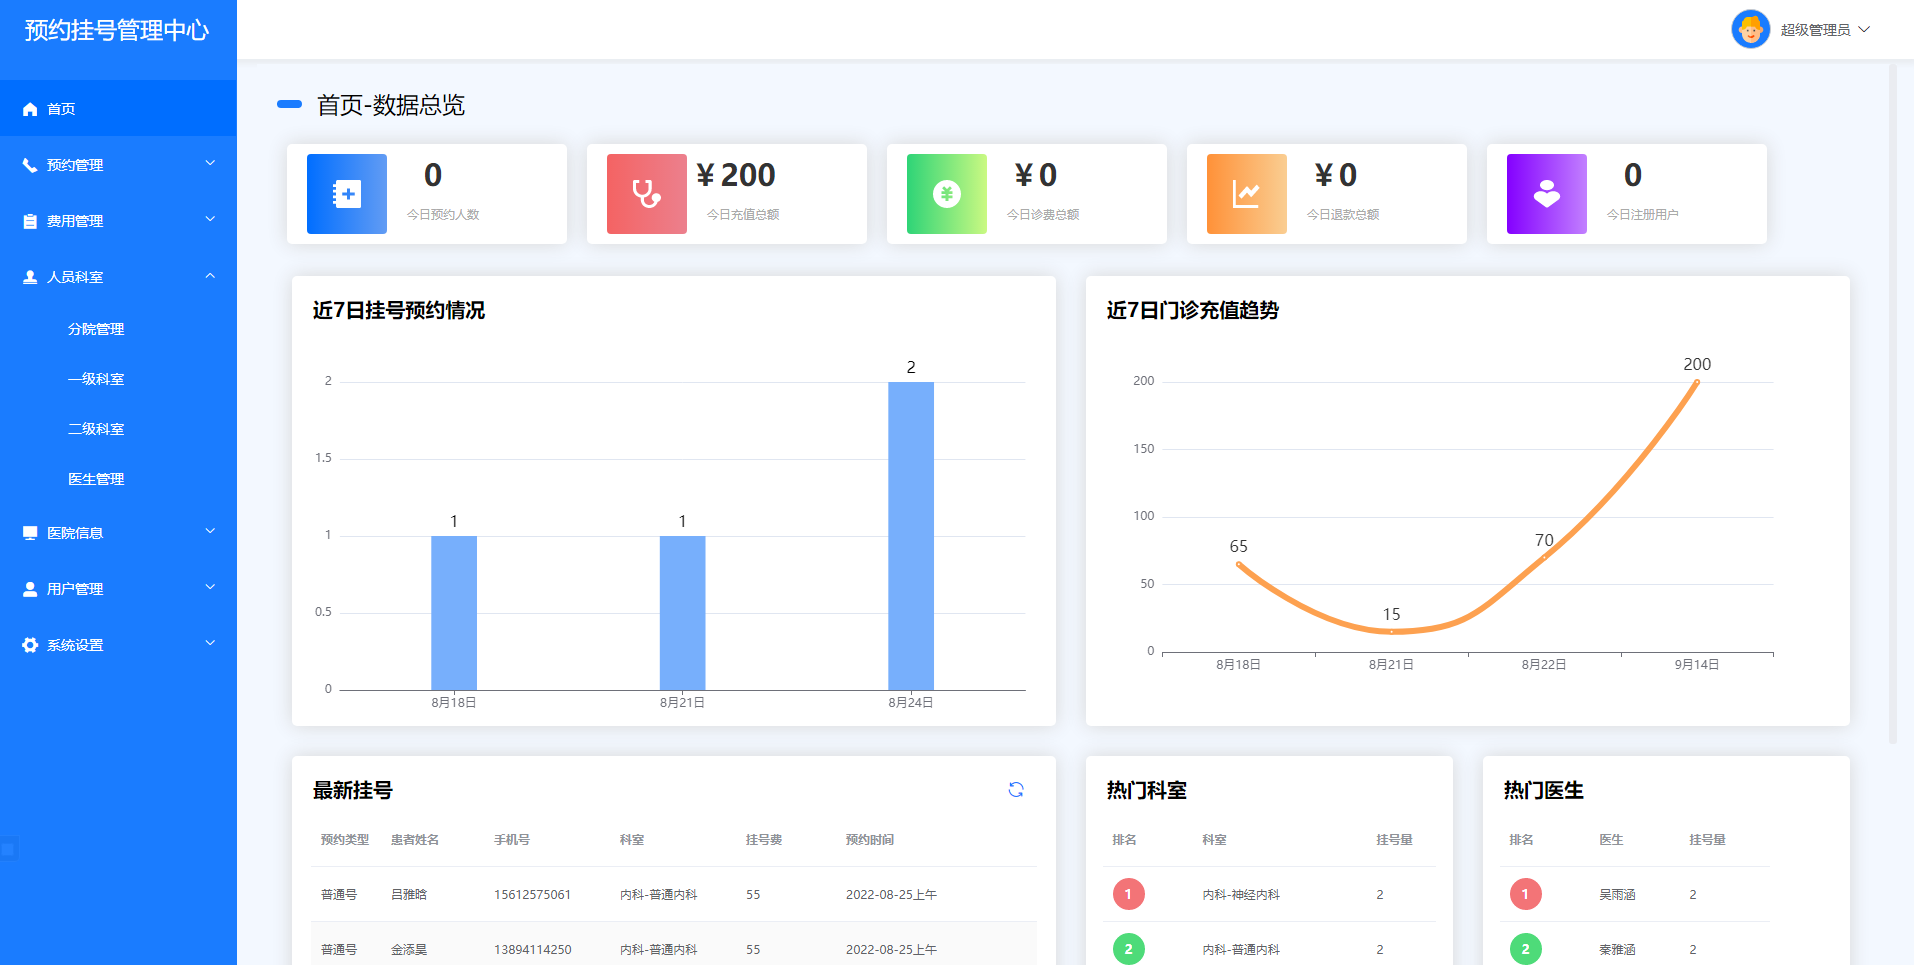 预约挂号管理中心
超级管理员
首页
预约管理
费用管理
人员科室
分院管理
一级科室
二级科室
医生管理
医院信息
用户管理
系统设置
首页-数据总览
0
今日预约人数
¥200
今日充值总额
¥0
今日诊费总额
¥0
今日退款总额
0
今日注册用户
近7日挂号预约情况
2
1.5
1
0.5
0
1
1
2
8月18日
8月21日
8月24日
近7日门诊充值趋势
200
150
100
50
0
65
15
70
200
8月18日
8月21日
8月22日
9月14日
最新挂号
预约类型 患者姓名 手机号 科室 挂号费 预约时间
普通号 吕雅晗 15612575061 内科-普通内科 55 2022-08-25上午
普通号 金添昊 13894114250 内科-普通内科 55 2022-08-25上午
热门科室
排名 科室 挂号量
1 内科-神经内科 2
2 内科-普通内科 2
热门医生
排名 医生 挂号量
1 吴雨涵 2
2 秦雅涵 2